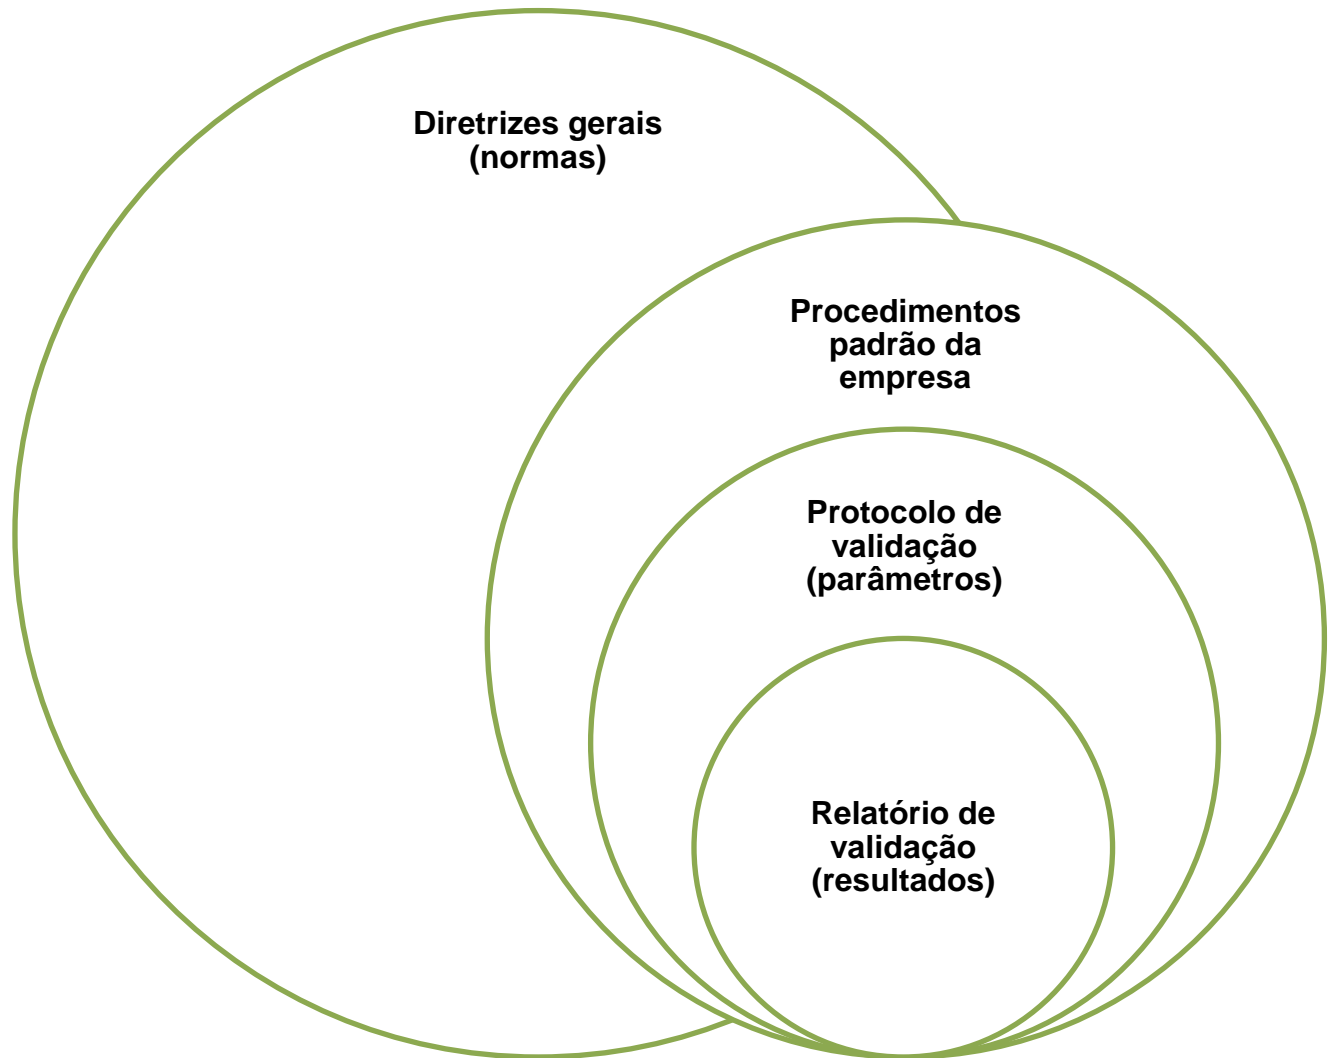 Diretrizes gerais
(normas)
Procedimentos
padrão da
empresa
Protocolo de
validação
(parâmetros)
Relatório de
validação
(resultados)